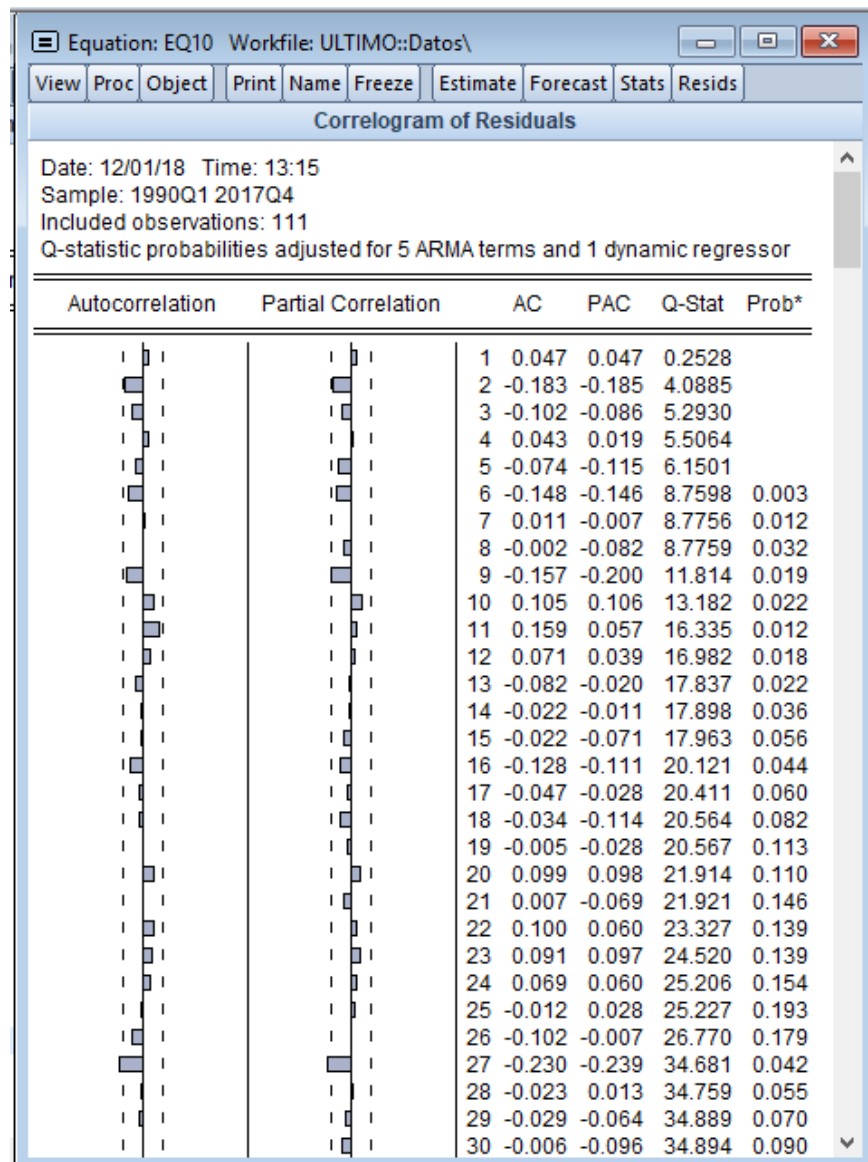 Equation: EQ10 Workfile: ULTIMO::Datos\
View Proc Object Print Name Freeze Estimate Forecast Stats Resids
Correlogram of Residuals
Date: 12/01/18 Time: 13:15
Sample: 1990Q1 2017Q4
Included observations: 111
Q-statistic probabilities adjusted for 5 ARMA terms and 1 dynamic regressor
Autocorrelation Partial Correlation AC PAC Q-Stat Prob*
1 0.047 0.047 0.2528
2 -0.183 -0.185 4.0885
3 -0.102 -0.086 5.2930
4 0.043 0.019 5.5064
5 -0.074 -0.115 6.1501
6 -0.148 -0.146 8.7598 0.003
7 0.011 -0.007 8.7756 0.012
8 -0.002 -0.082 8.7759 0.032
9 -0.157 -0.200 11.814 0.019
10 0.105 0.106 13.182 0.022
11 0.159 0.057 16.335 0.012
12 0.071 0.039 16.982 0.018
13 -0.082 -0.020 17.837 0.022
14 -0.022 -0.011 17.898 0.036
15 -0.022 -0.071 17.963 0.056
16 -0.128 -0.111 20.121 0.044
17 -0.047 -0.028 20.411 0.060
18 -0.034 -0.114 20.564 0.082
19 -0.005 -0.028 20.567 0.113
20 0.099 0.098 21.914 0.110
21 0.007 -0.069 21.921 0.146
22 0.100 0.060 23.327 0.139
23 0.091 0.097 24.520 0.139
24 0.069 0.060 25.206 0.154
25 -0.012 0.028 25.227 0.193
26 -0.102 -0.007 26.770 0.179
27 -0.230 -0.239 34.681 0.042
28 -0.023 0.013 34.759 0.055
29 -0.029 -0.064 34.889 0.070
30 -0.006 -0.096 34.894 0.090